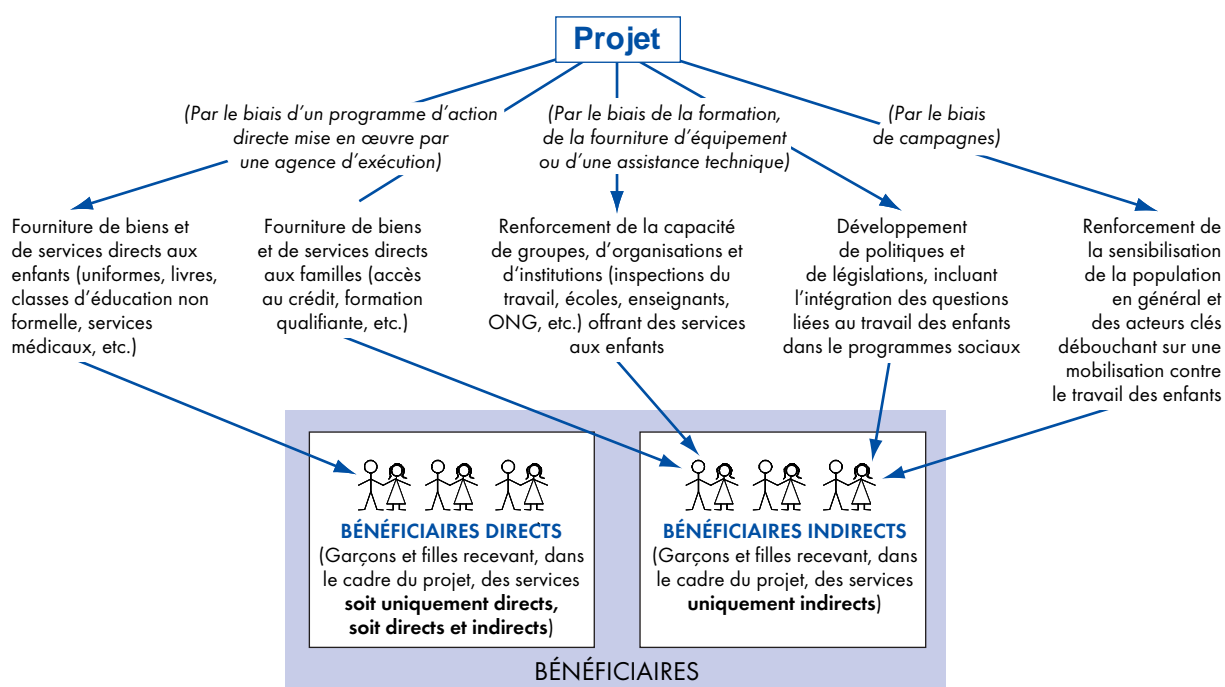 Projet
(Par le biais d'un programme d'action
directe mise en œuvre par
une agence d'exécution)
(Par le biais de la formation,
de la fourniture d'équipement
ou d'une assistance technique)
(Par le biais
de campagnes)
Fourniture de biens et
de services directs aux
enfants (uniformes, livres,
classes d'éducation non
formelle, services
médicaux, etc.)
Fourniture de biens
et de services directs
aux familles (accès
au crédit, formation
qualifiante, etc.)
Renforcement de la capacité
de groupes, d'organisations et
d'institutions (inspections du
travail, écoles, enseignants,
ONG, etc.) offrant des services
aux enfants
Développement
de politiques et
de législations, incluant
l'intégration des questions
liées au travail des enfants
dans le programmes sociaux
Renforcement de
la sensibilisation
de la population
en général et
des acteurs clés
débouchant sur une
mobilisation contre
le travail des enfants
BÉNÉFICIAIRES DIRECTS
(Garçons et filles recevant, dans
le cadre du projet, des services
soit uniquement directs,
soit directs et indirects)
BÉNÉFICIAIRES INDIRECTS
(Garçons et filles recevant, dans
le cadre du projet, des services
uniquement indirects)
BÉNÉFICIAIRES